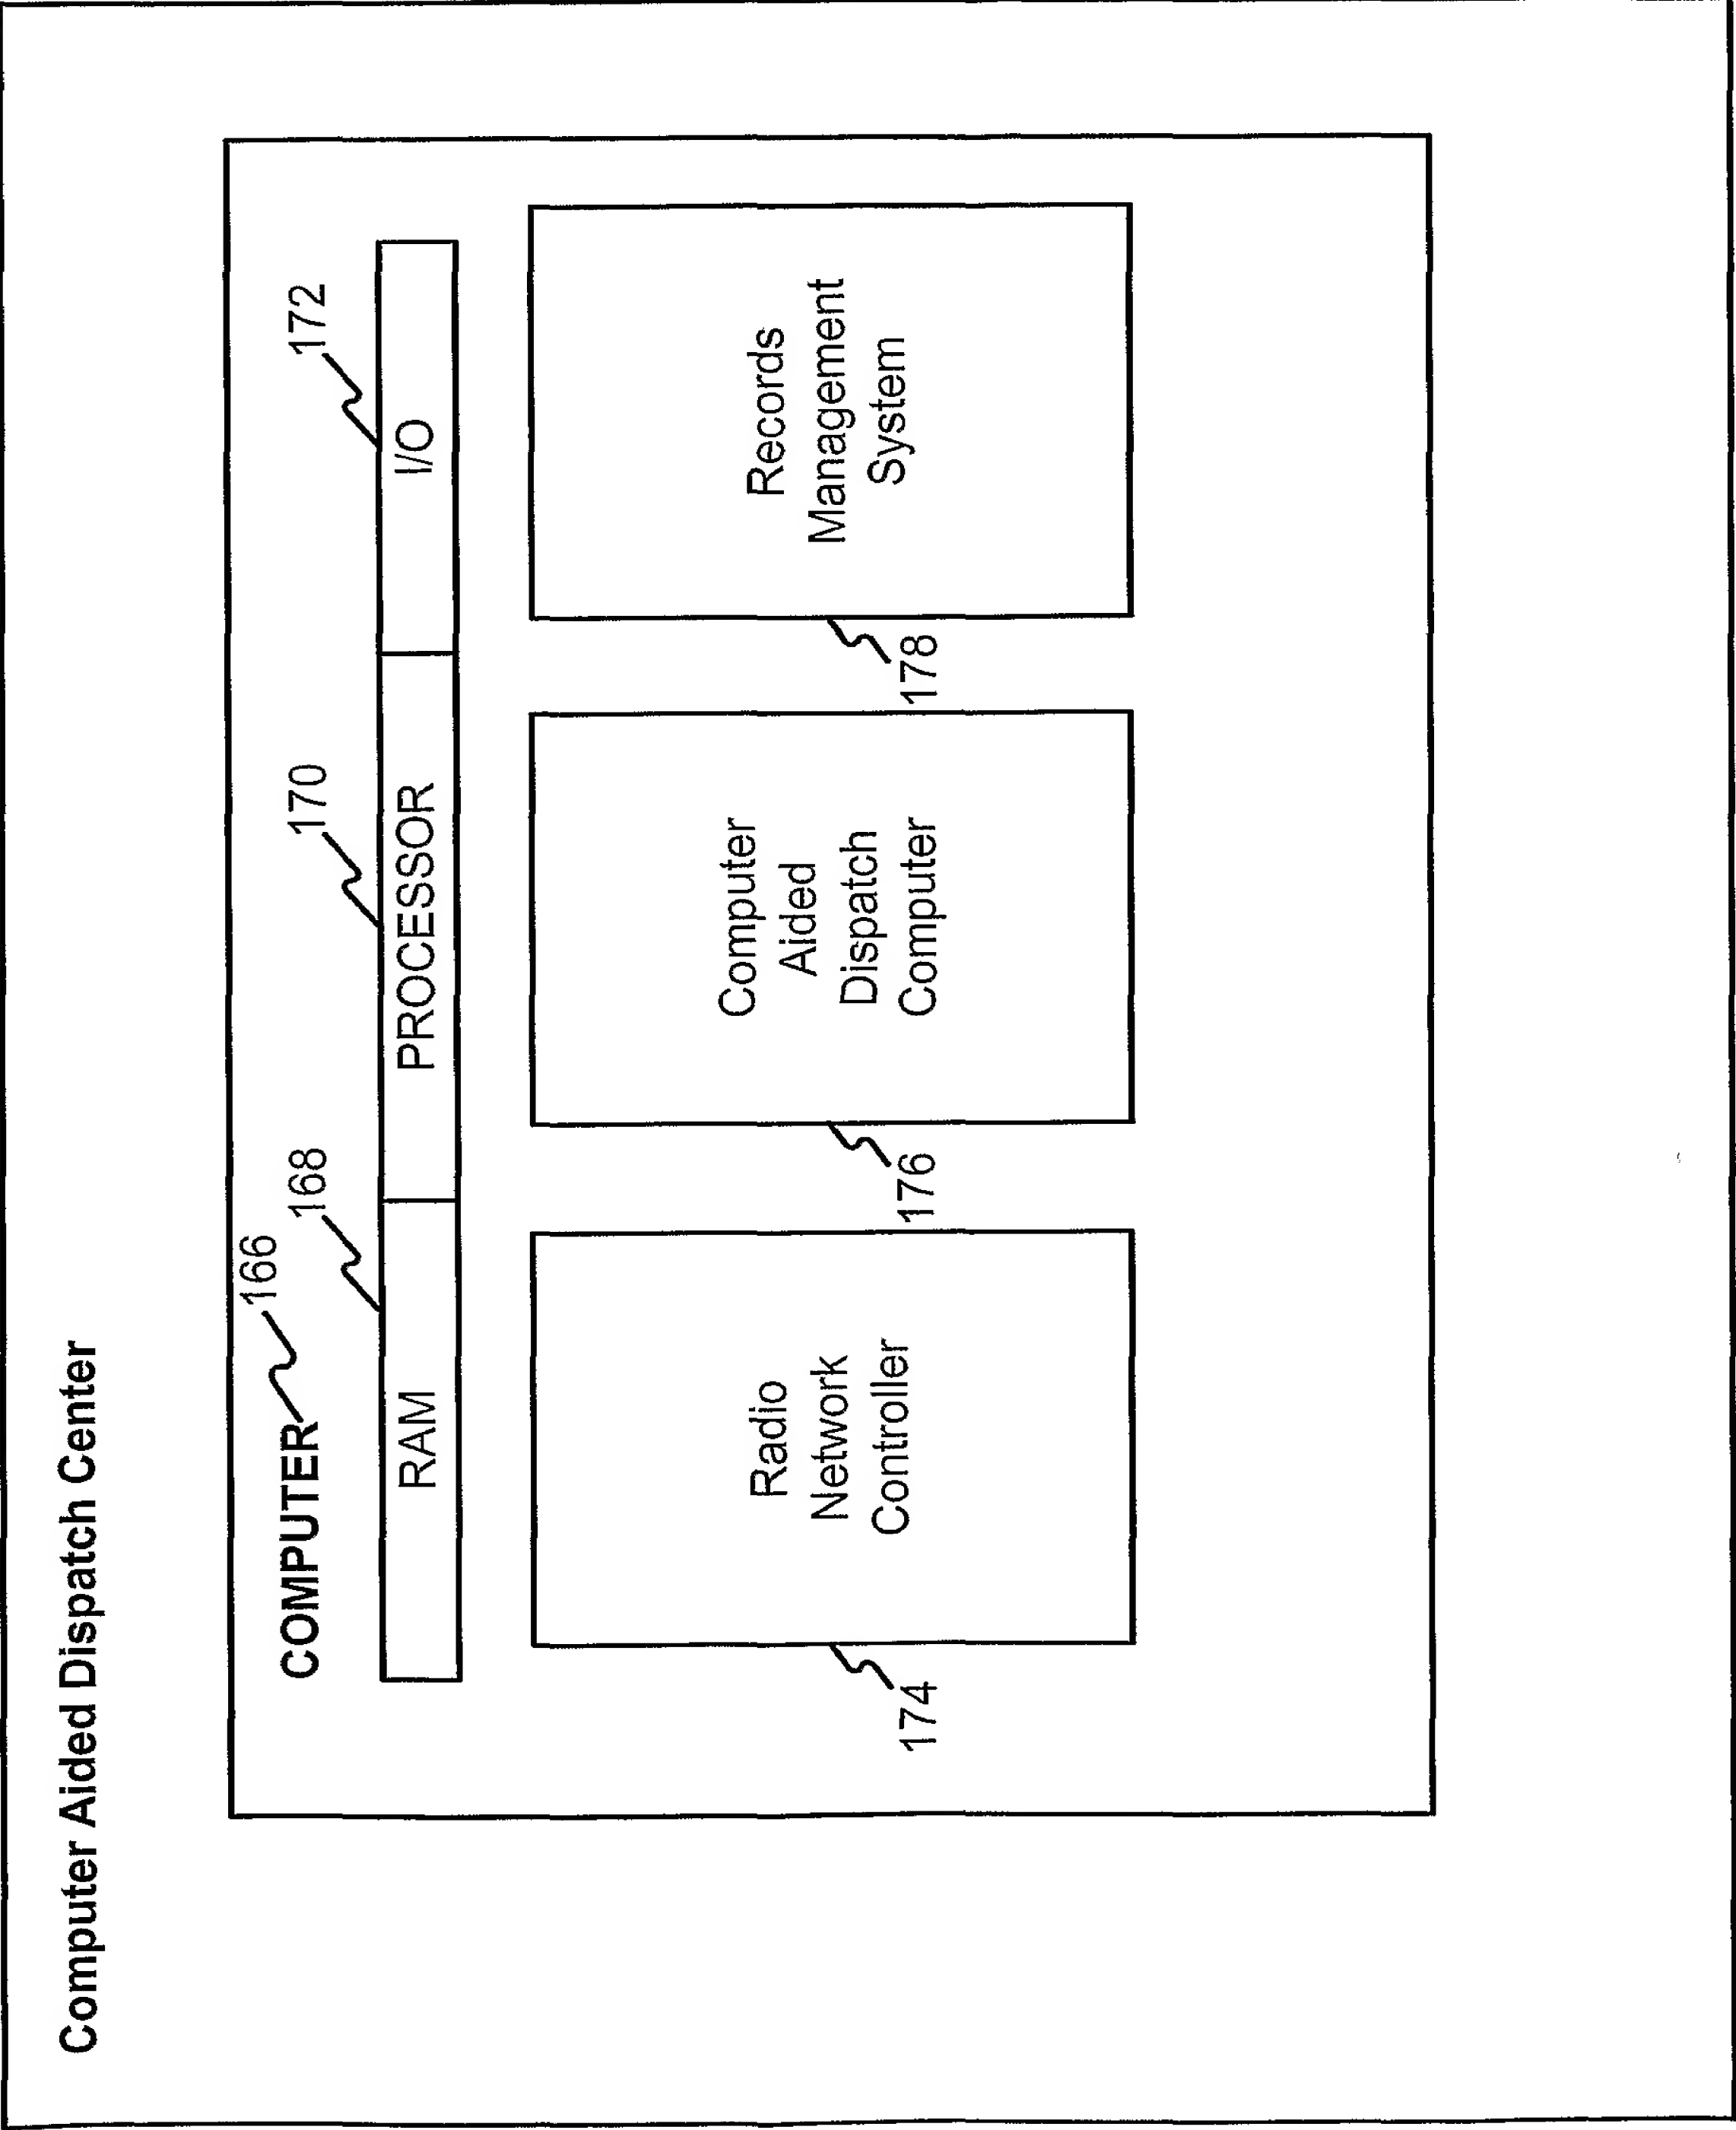 Computer Aided Dispatch Center
166
COMPUTER
168
170
172
RAM
PROCESSOR
I/O
Radio
Network
Controller
174
Computer
Aided
Dispatch
Computer
176
Records
Management
System
178